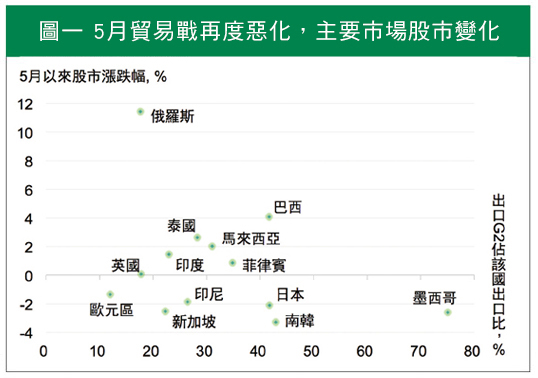 圖一 5月貿易戰再度惡化，主要市場股市變化
5月以來股市漲跌幅, %
12
10
8
6
4
2
0
-2
-4
俄羅斯
巴西
泰國
馬來西亞
英國
印度
菲律賓
歐元區
印尼
新加坡
日本
南韓
墨西哥
出口G2佔該國出口比，%
0
10
20
30
40
50
60
70
80